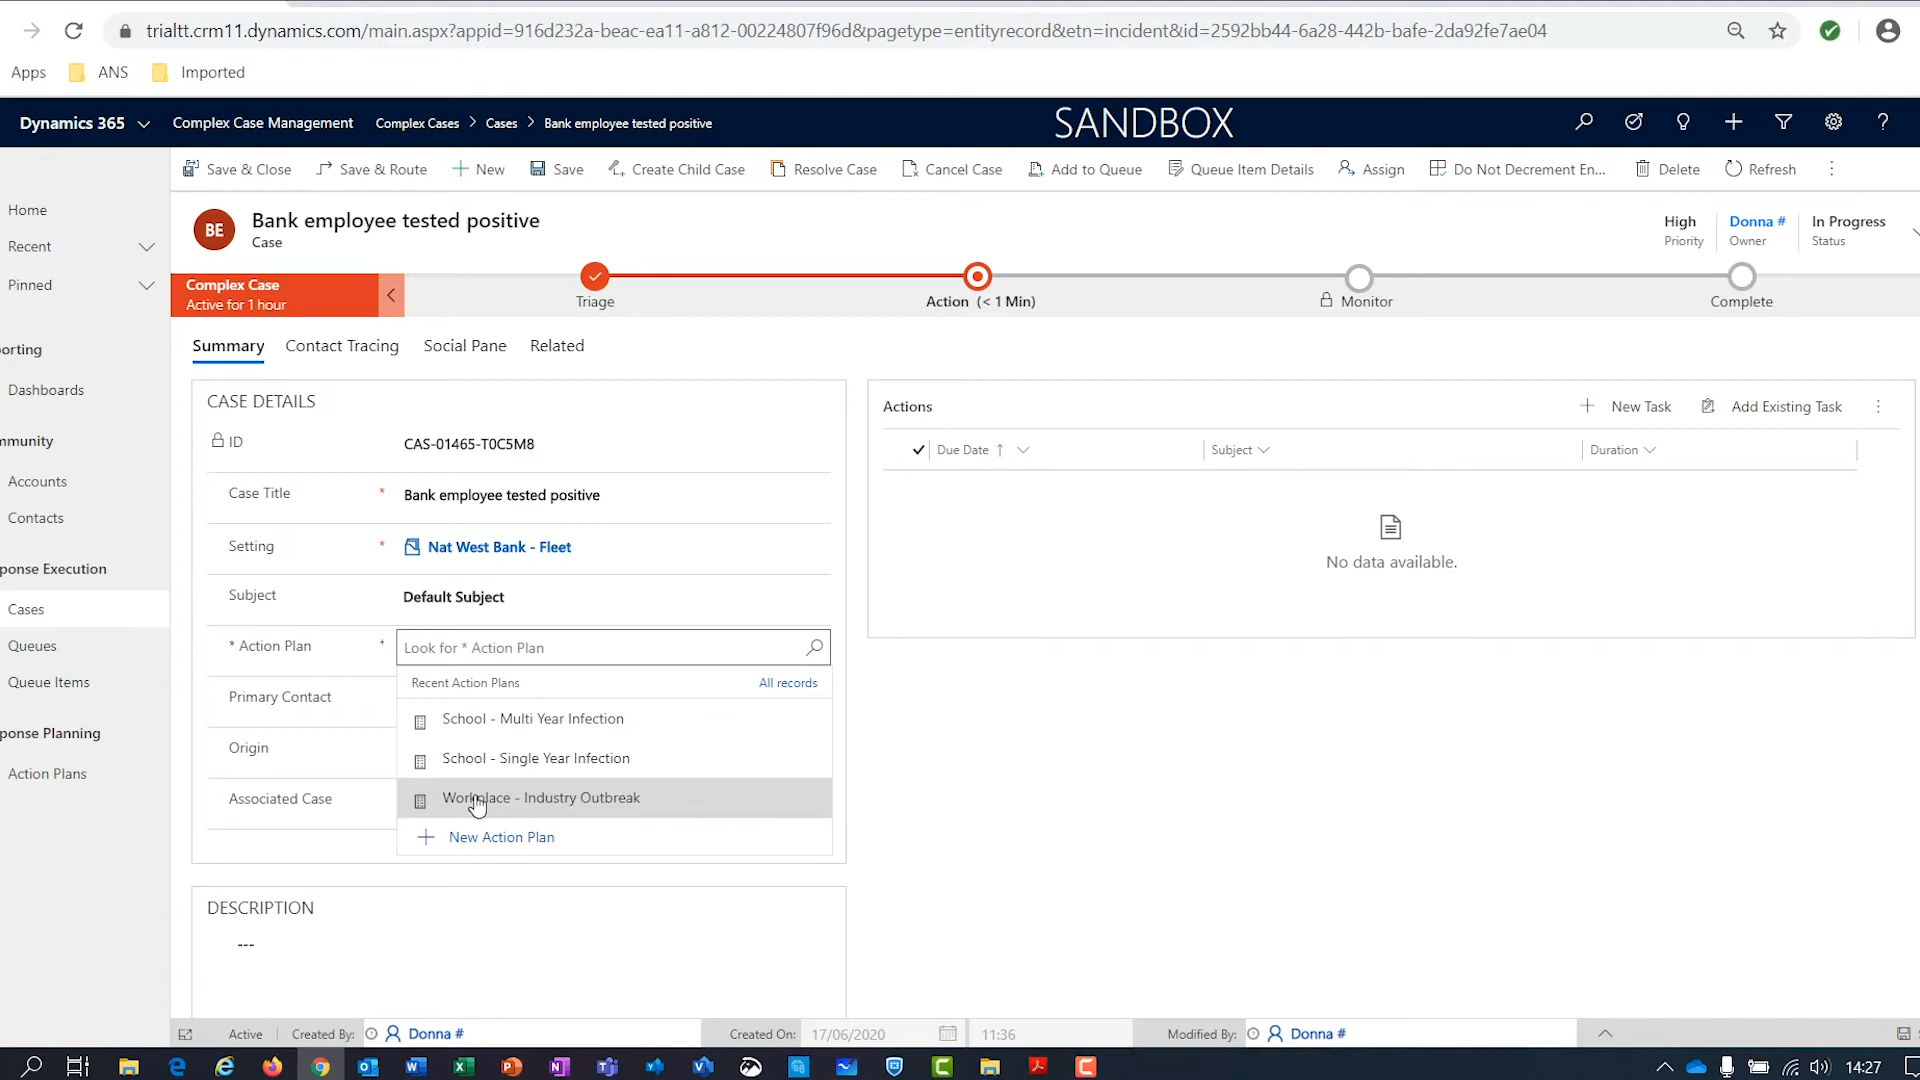 trialtt.crm11.dynamics.com/main.aspx?appid=916d232a-beac-ea11-a812-00224807f96d&pagetype=entityrecord&etn=incident&id=2592bb44-6a28-442b-bafe-2da92fe7ae04
Apps ANS Imported
Dynamics 365 Complex Case Management Complex Cases > Cases > Bank employee tested positive SANDBOX
Save & Close Save & Route New Save Create Child Case Resolve Case Cancel Case Add to Queue Queue Item Details Assign Do Not Decrement En... Delete Refresh
Home
Recent
Pinned
orting
Dashboards
mmunity
Accounts
Contacts
ponse Execution
Cases
Queues
Queue Items
ponse Planning
Action Plans
BE
Bank employee tested positive
Case
High
Priority
Donna #
Owner
In Progress
Status
Complex Case
Active for 1 hour
Triage
Action (< 1 Min)
Monitor
Complete
Summary Contact Tracing Social Pane Related
CASE DETAILS
ID CAS-01465-T0C5M8
Case Title * Bank employee tested positive
Setting * Nat West Bank - Fleet
Subject Default Subject
* Action Plan * Look for * Action Plan
Recent Action Plans All records
School - Multi Year Infection
School - Single Year Infection
Workplace - Industry Outbreak
New Action Plan
Primary Contact
Origin
Associated Case
DESCRIPTION
---
Actions New Task Add Existing Task
Due Date ↑ Subject Duration
No data available.
Active Created By: Donna # Created On: 17/06/2020 11:36 Modified By: Donna #
14:27